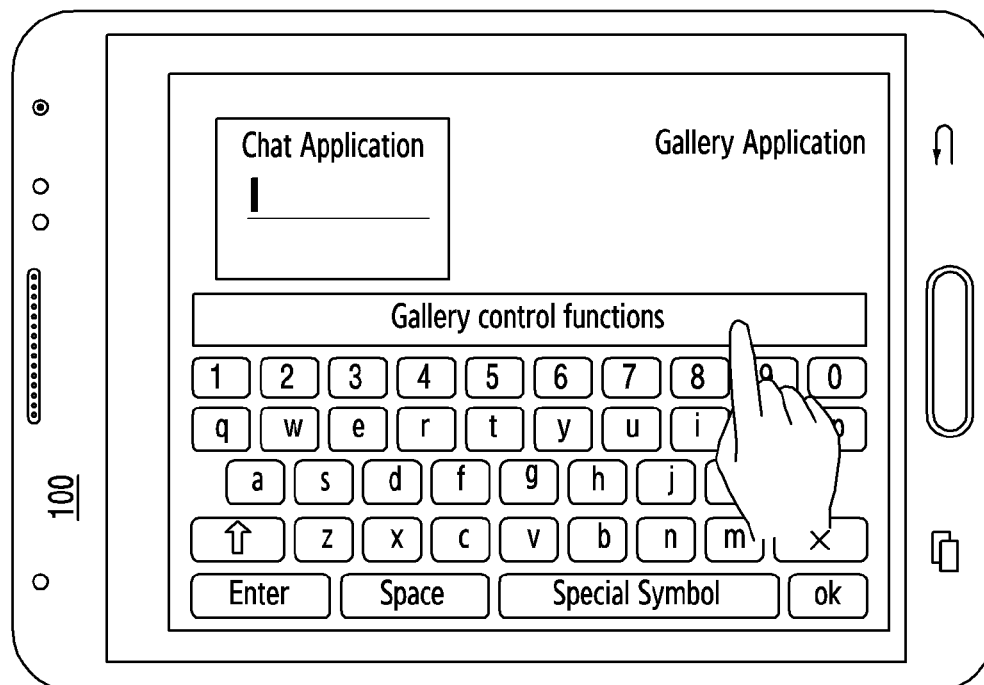 Chat Application
Gallery Application
Gallery control functions
1 2 3 4 5 6 7 8 9 0
q w e r t y u i p
a s d f g h j
z x c v b n m ×
Enter Space Special Symbol ok
100